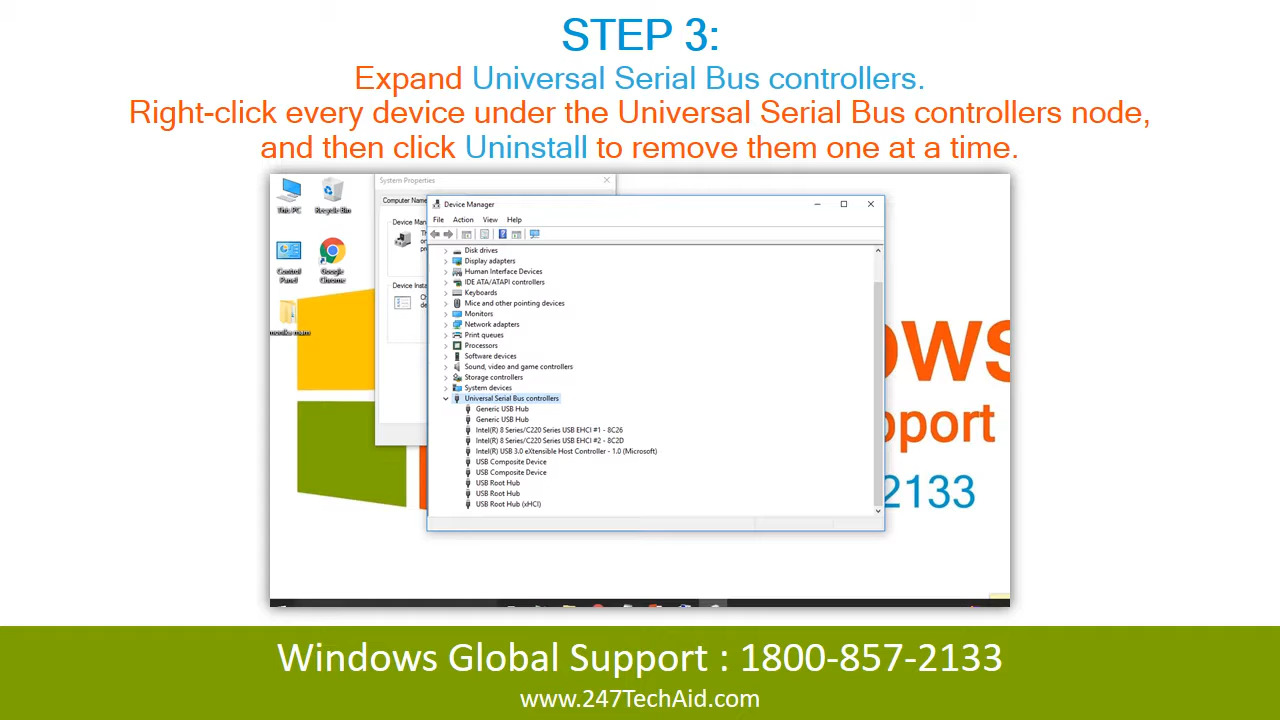 STEP 3:
Expand Universal Serial Bus controllers.
Right-click every device under the Universal Serial Bus controllers node,
and then click Uninstall to remove them one at a time.
This PC
Recycle Bin
Control
Panel
Google
Chrome
System Properties
Computer Name
Device Man
Device Insta
Device Manager
File Action View Help
Disk drives
Display adapters
Human Interface Devices
IDE ATA/ATAPI controllers
Keyboards
Mice and other pointing devices
Monitors
Network adapters
Print queues
Processors
Software devices
Sound, video and game controllers
Storage controllers
System devices
Universal Serial Bus controllers
Generic USB Hub
Generic USB Hub
Intel(R) 8 Series/C220 Series USB EHCI #1 - 8C26
Intel(R) 8 Series/C220 Series USB EHCI #2 - 8C2D
Intel(R) USB 3.0 eXtensible Host Controller - 1.0 (Microsoft)
USB Composite Device
USB Composite Device
USB Root Hub
USB Root Hub
USB Root Hub (xHCI)
ows
pport
2133
Windows Global Support : 1800-857-2133
www.247TechAid.com